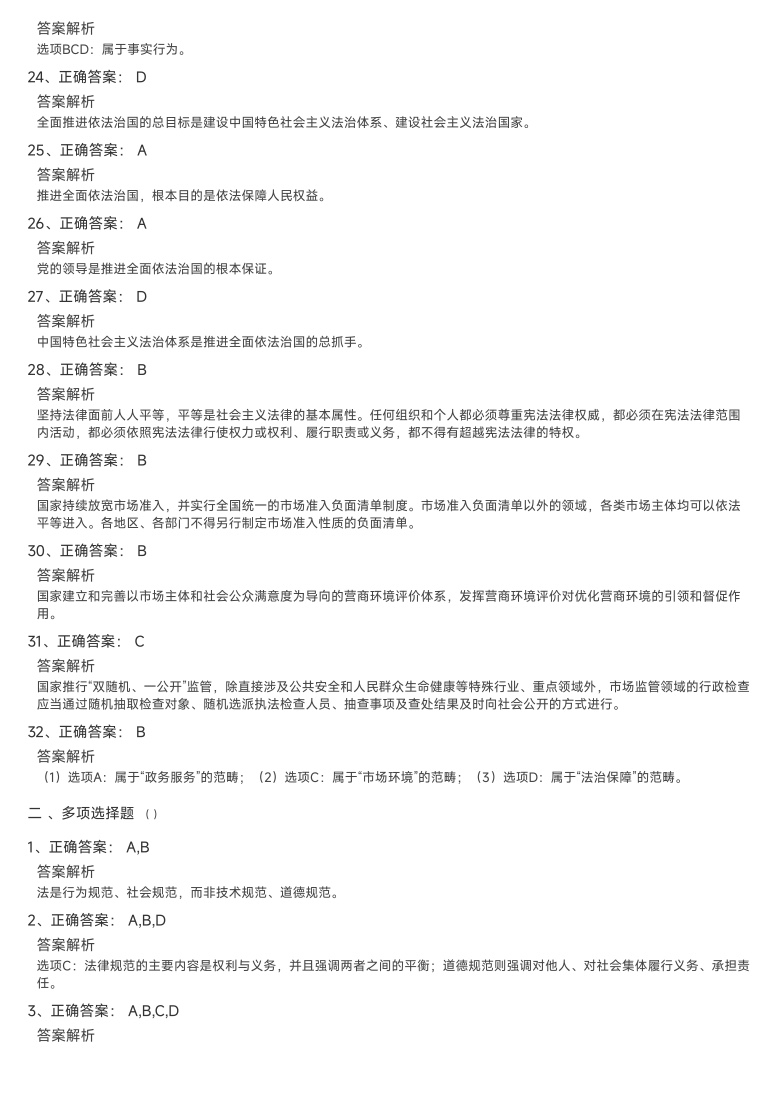 答案解析
选项BCD：属于事实行为。
24、正确答案： D
答案解析
全面推进依法治国的总目标是建设中国特色社会主义法治体系、建设社会主义法治国家。
25、正确答案： A
答案解析
推进全面依法治国，根本目的是依法保障人民权益。
26、正确答案： A
答案解析
党的领导是推进全面依法治国的根本保证。
27、正确答案： D
答案解析
中国特色社会主义法治体系是推进全面依法治国的总抓手。
28、正确答案： B
答案解析
坚持法律面前人人平等，平等是社会主义法律的基本属性。任何组织和个人都必须尊重宪法法律权威，都必须在宪法法律范围
内活动，都必须依照宪法法律行使权力或权利、履行职责或义务，都不得有超越宪法法律的特权。
29、正确答案： B
答案解析
国家持续放宽市场准入，并实行全国统一的市场准入负面清单制度。市场准入负面清单以外的领域，各类市场主体均可以依法
平等进入。各地区、各部门不得另行制定市场准入性质的负面清单。
30、正确答案： B
答案解析
国家建立和完善以市场主体和社会公众满意度为导向的营商环境评价体系，发挥营商环境评价对优化营商环境的引领和督促作
用。
31、正确答案： C
答案解析
国家推行“双随机、一公开”监管，除直接涉及公共安全和人民群众生命健康等特殊行业、重点领域外，市场监管领域的行政检查
应当通过随机抽取检查对象、随机选派执法检查人员、抽查事项及查处结果及时向社会公开的方式进行。
32、正确答案： B
答案解析
（1）选项A：属于“政务服务”的范畴；（2）选项C：属于“市场环境”的范畴；（3）选项D：属于“法治保障”的范畴。
二 、多项选择题 （ ）
1、正确答案： A,B
答案解析
法是行为规范、社会规范，而非技术规范、道德规范。
2、正确答案： A,B,D
答案解析
选项C：法律规范的主要内容是权利与义务，并且强调两者之间的平衡；道德规范则强调对他人、对社会集体履行义务、承担责
任。
3、正确答案： A,B,C,D
答案解析